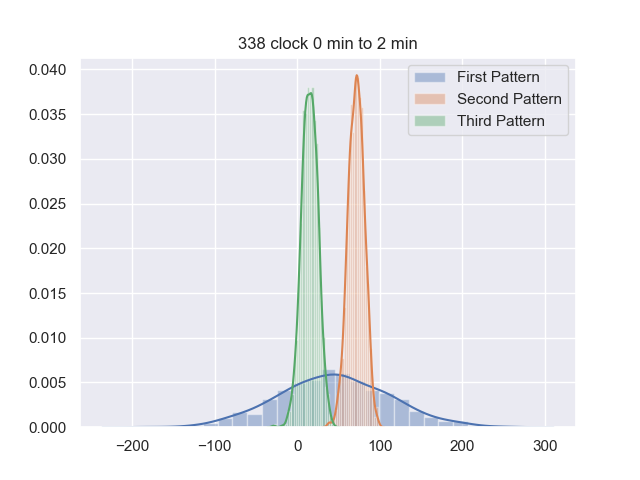 338 clock 0 min to 2 min
First Pattern
Second Pattern
Third Pattern
0.040
0.035
0.030
0.025
0.020
0.015
0.010
0.005
0.000
−200 −100 0 100 200 300